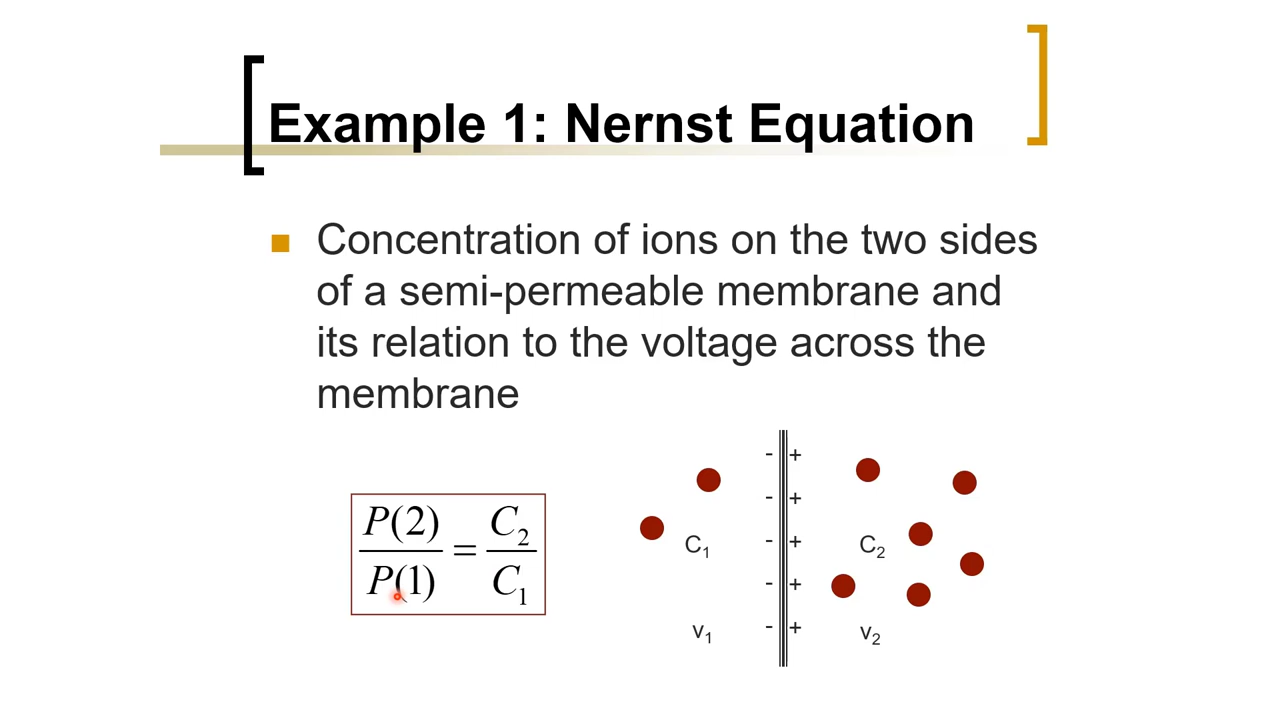 Example 1: Nernst Equation
Concentration of ions on the two sides
of a semi-permeable membrane and
its relation to the voltage across the
membrane
P(2)/P(1) = C₂/C₁
- +
- +
- +
C₁ C₂
- +
- +
v₁ v₂